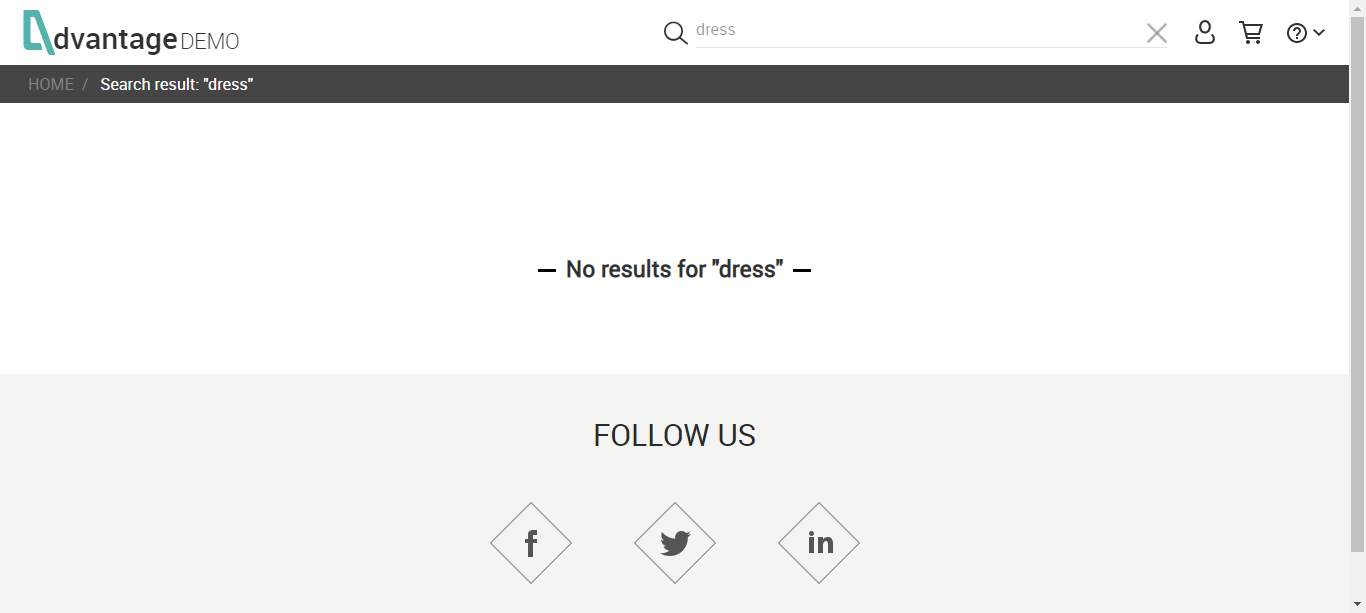 dvantage DEMO
dress
HOME / Search result: "dress"
No results for "dress"
FOLLOW US
f
in